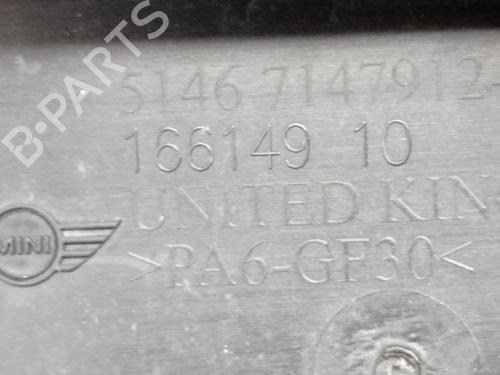 B-PARTS
5146 7147912
166149 10
UNITED KIN
MINI
>PA6-GF30<